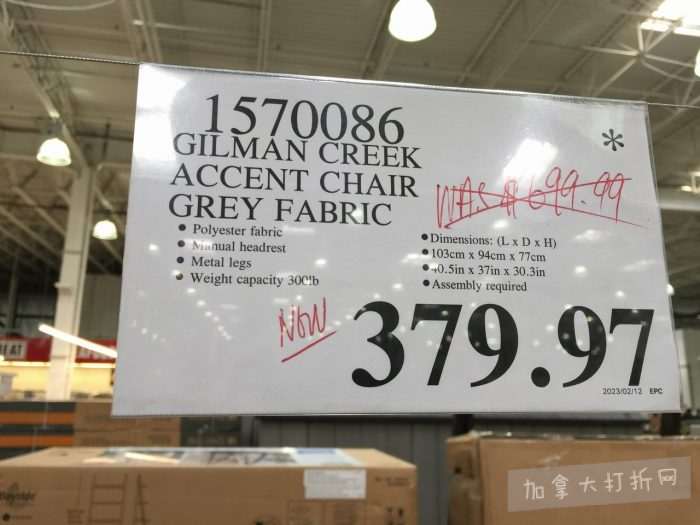 1570086
*
GILMAN CREEK
ACCENT CHAIR
GREY FABRIC
WAS $ 699.99
• Polyester fabric
• Manual headrest
• Metal legs
• Weight capacity 300lb
• Dimensions: (L x D x H)
• 103cm x 94cm x 77cm
• 40.5in x 37in x 30.3in
• Assembly required
NOW
379.97
2023/02/12 EPC
加拿大打折网